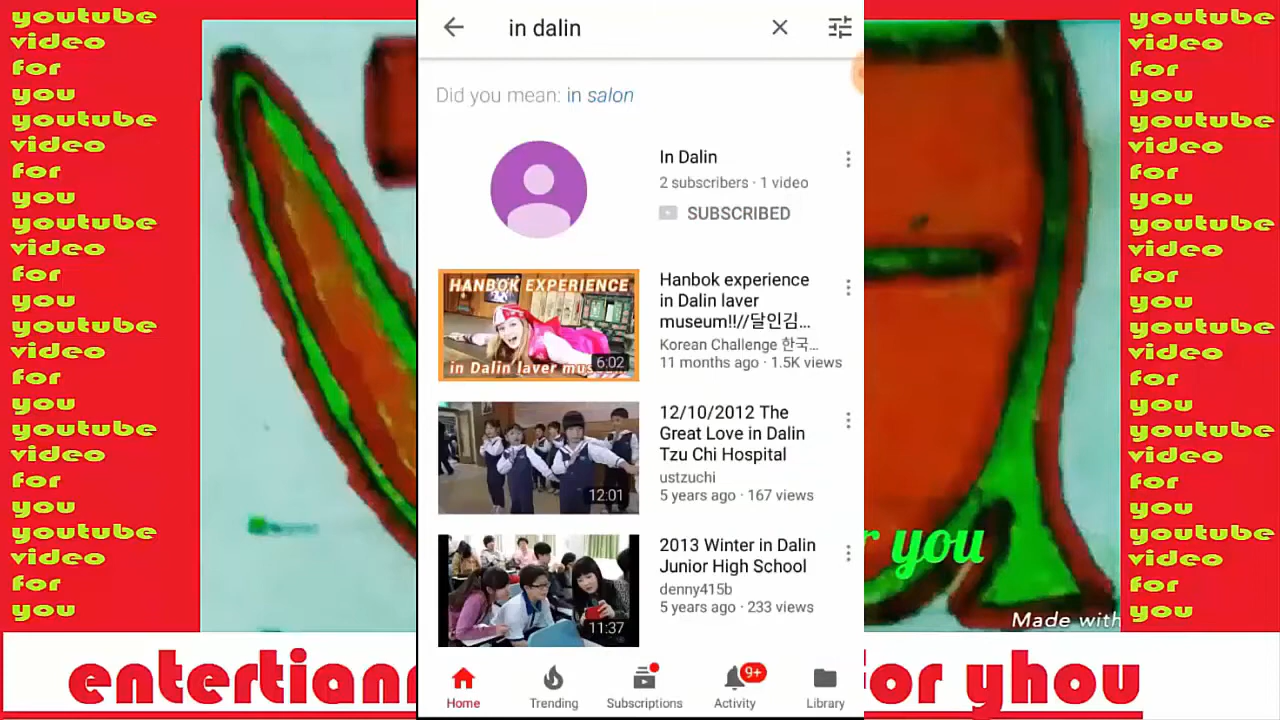 youtube
video
for
you
youtube
video
for
you
youtube
video
for
you
youtube
video
for
you
youtube
video
for
you
youtube
video
for
you
in dalin
Did you mean: in salon
In Dalin
2 subscribers · 1 video
SUBSCRIBED
HANBOK EXPERIENCE
in Dalin laver
6:02
Hanbok experience
in Dalin laver
museum!!//달인김...
Korean Challenge 한국...
11 months ago · 1.5K views
12:01
12/10/2012 The
Great Love in Dalin
Tzu Chi Hospital
ustzuchi
5 years ago · 167 views
11:37
2013 Winter in Dalin
Junior High School
denny415b
5 years ago · 233 views
9+
Home
Trending
Subscriptions
Activity
Library
you
Made with
youtube
video
for
you
youtube
video
for
you
youtube
video
for
you
youtube
video
for
you
youtube
video
for
you
youtube
video
for
you
entertian
for yhou